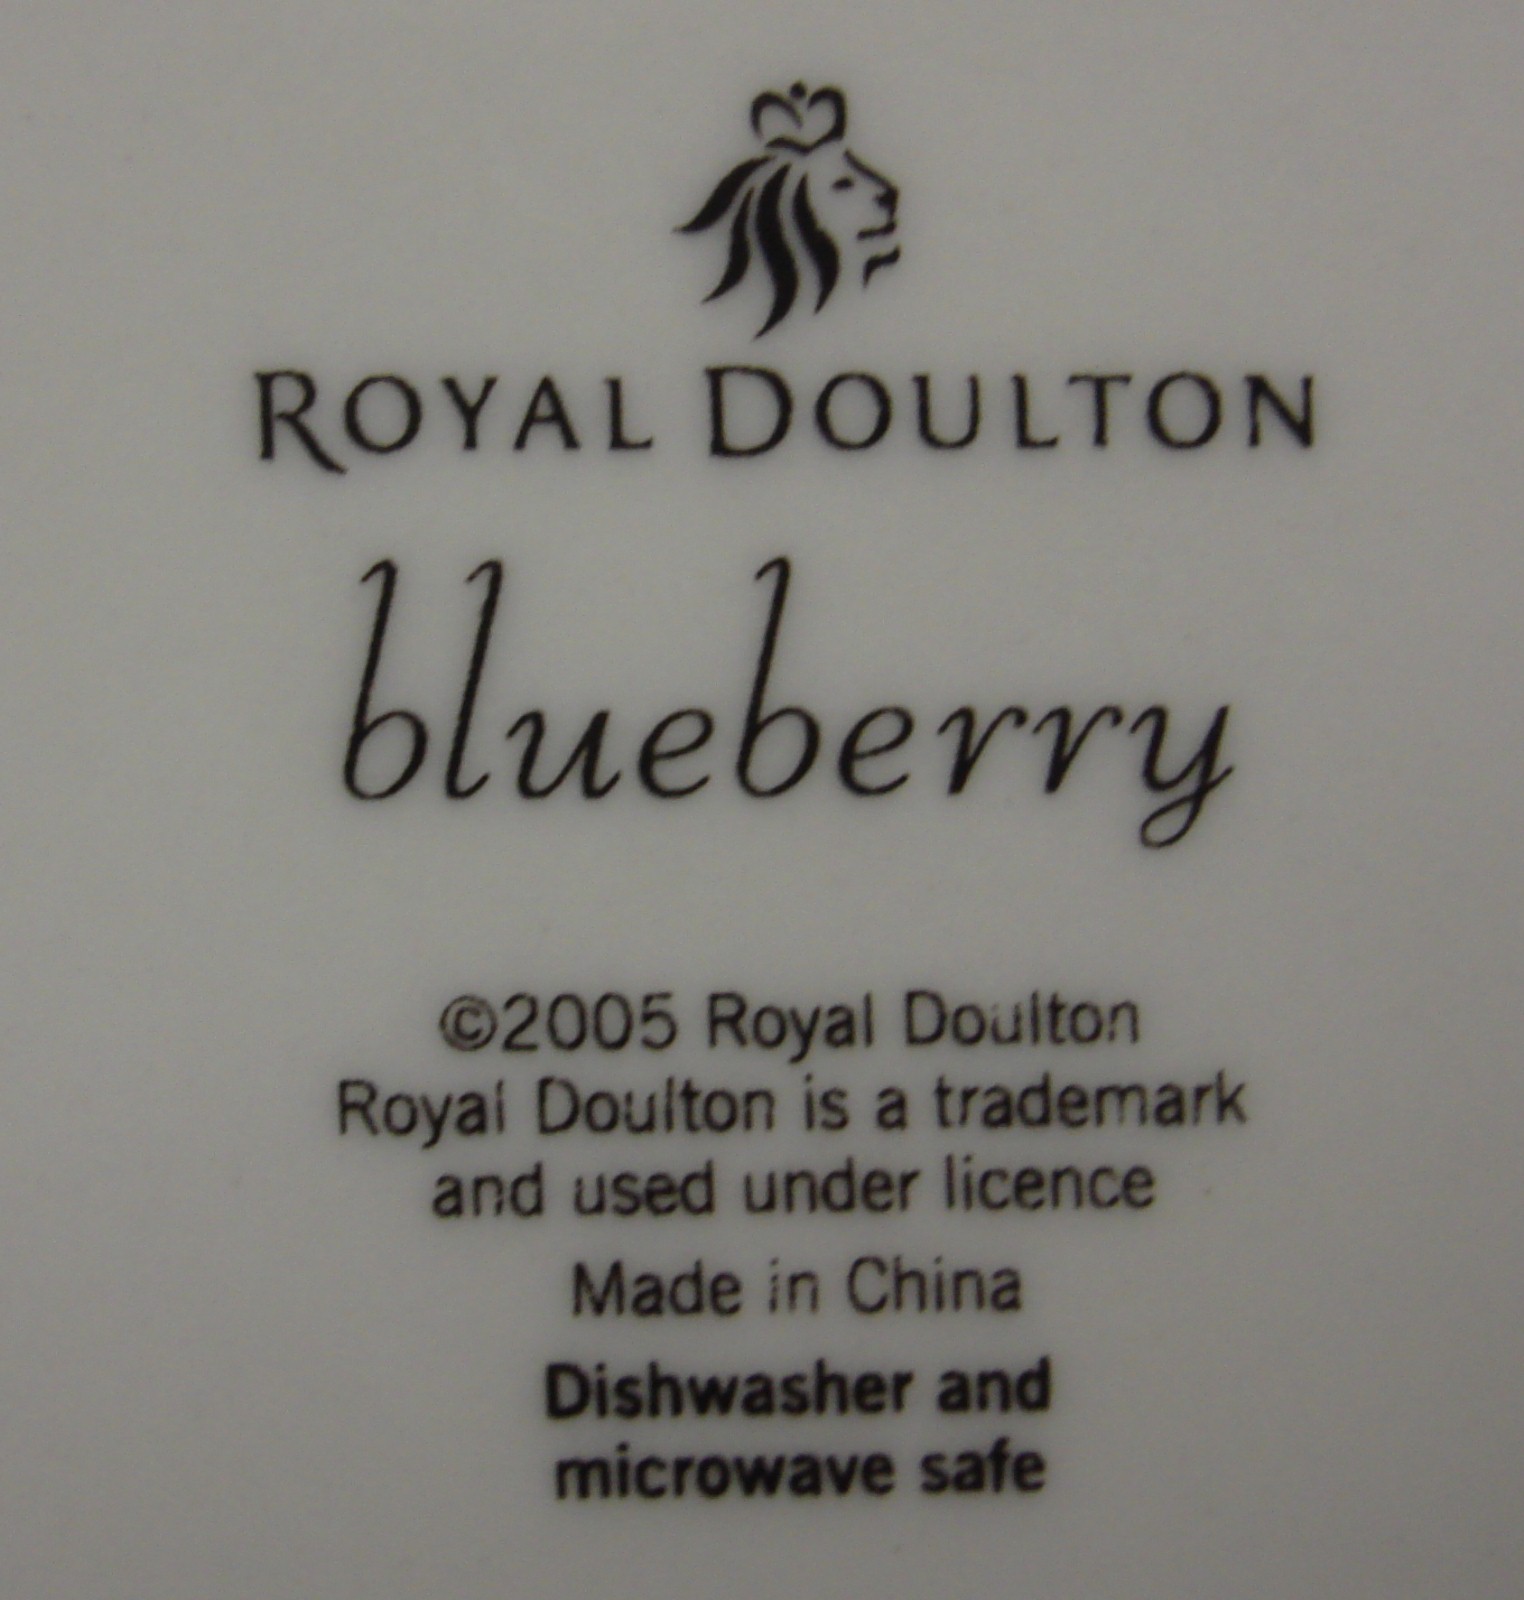 ROYAL DOULTON
blueberry
©2005 Royal Doulton
Royal Doulton is a trademark
and used under licence
Made in China
Dishwasher and
microwave safe